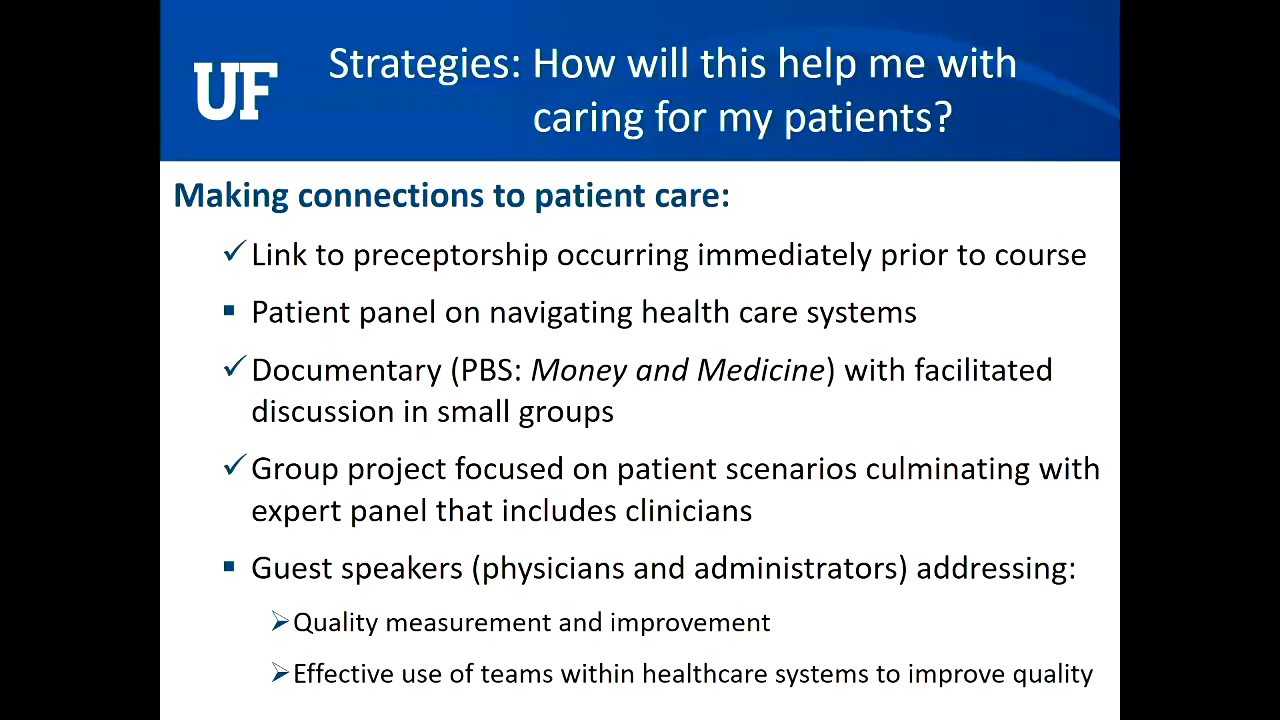 UF
Strategies: How will this help me with
caring for my patients?
Making connections to patient care:
✓ Link to preceptorship occurring immediately prior to course
▪ Patient panel on navigating health care systems
✓ Documentary (PBS: Money and Medicine) with facilitated
discussion in small groups
✓ Group project focused on patient scenarios culminating with
expert panel that includes clinicians
▪ Guest speakers (physicians and administrators) addressing:
➢ Quality measurement and improvement
➢ Effective use of teams within healthcare systems to improve quality